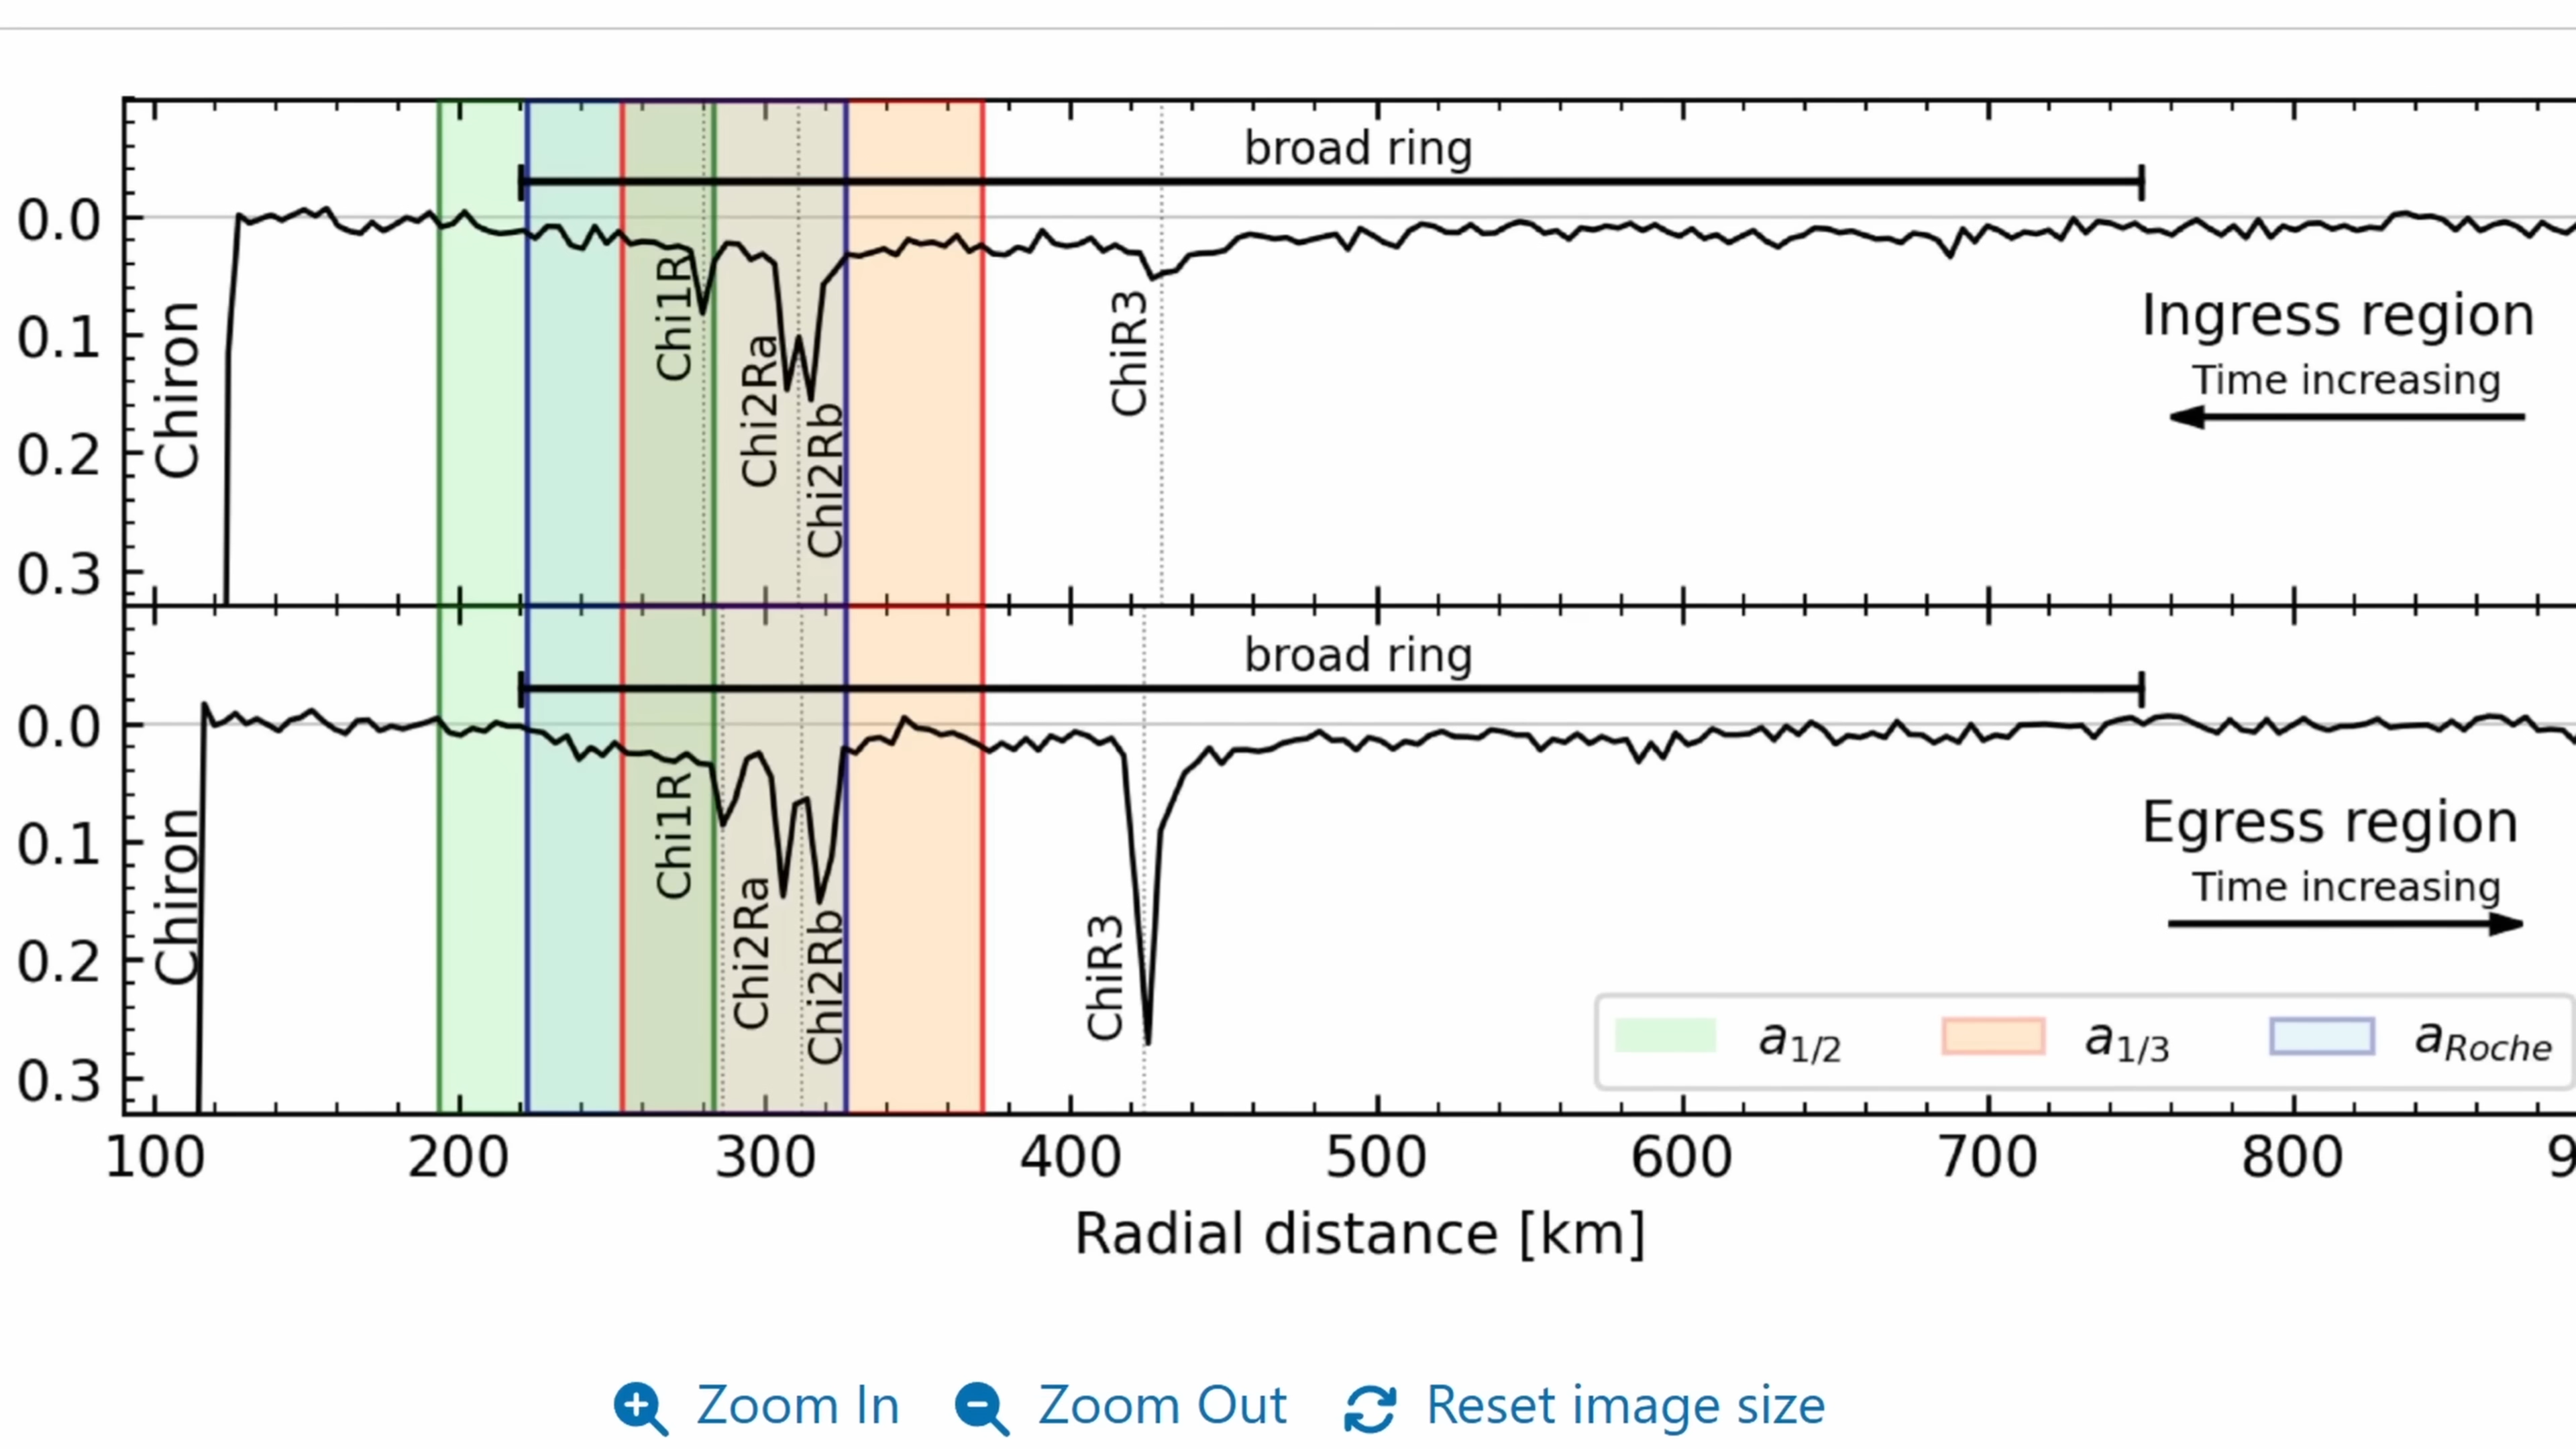 broad ring
0.0
0.1
0.2
0.3
Chiron
Chi1R
Chi2Ra
Chi2Rb
ChiR3
Ingress region
Time increasing
broad ring
0.0
0.1
0.2
0.3
Chiron
Chi1R
Chi2Ra
Chi2Rb
ChiR3
Egress region
Time increasing
a1/2 a1/3 aRoche
100 200 300 400 500 600 700 800 9
Radial distance [km]
Zoom In Zoom Out Reset image size